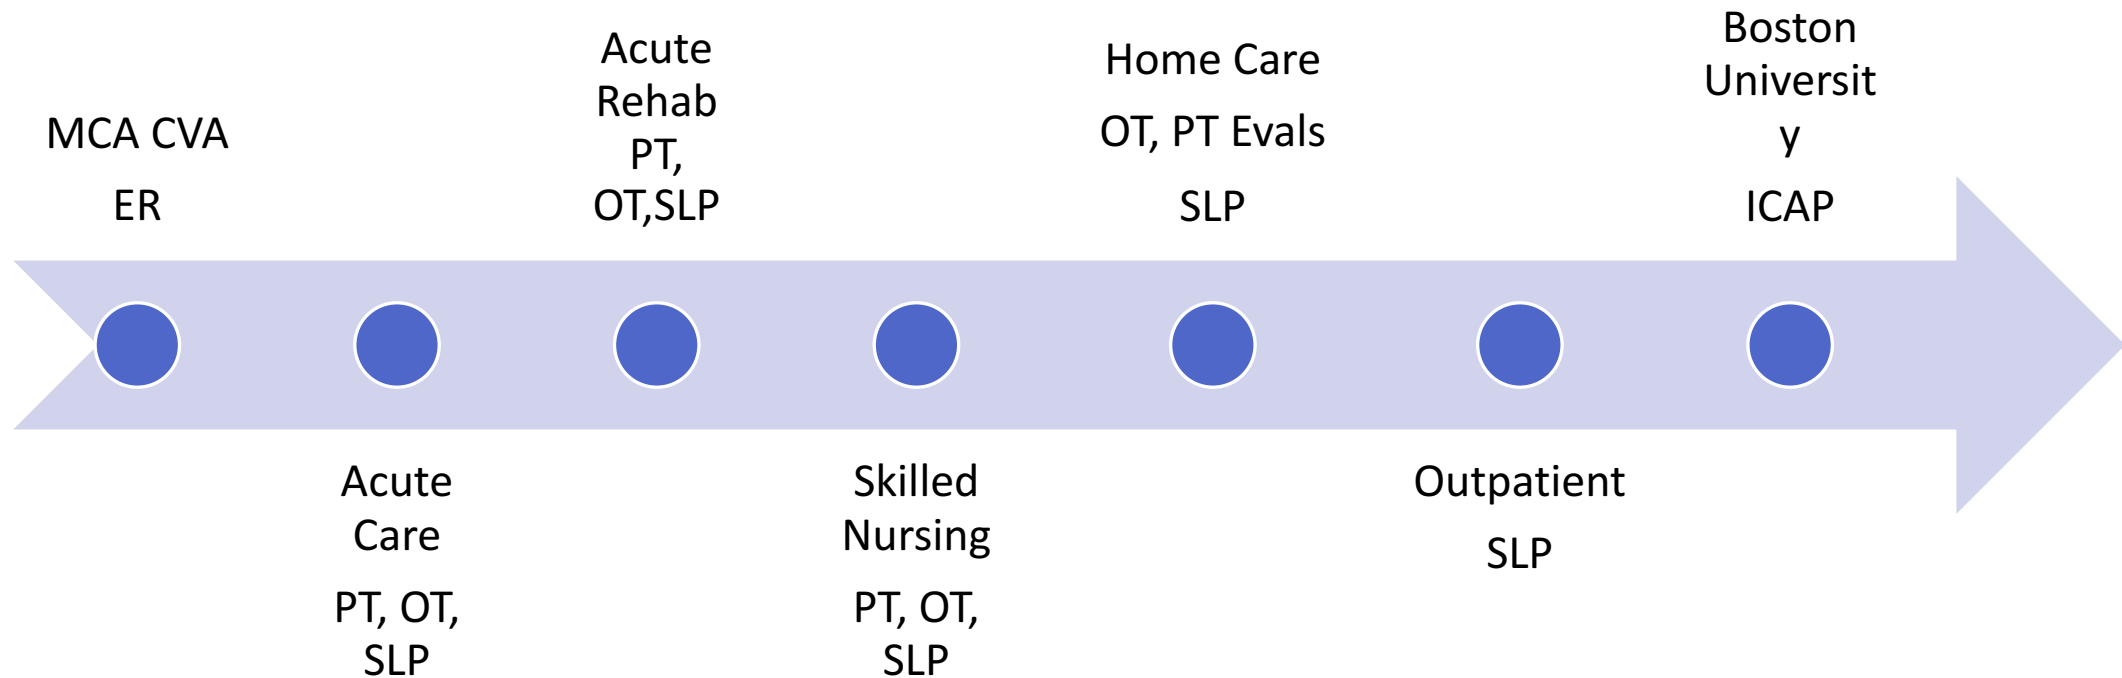 MCA CVA
ER
Acute
Care
PT, OT,
SLP
Acute
Rehab
PT,
OT,SLP
Skilled
Nursing
PT, OT,
SLP
Home Care
OT, PT Evals
SLP
Outpatient
SLP
Boston
Universit
y
ICAP